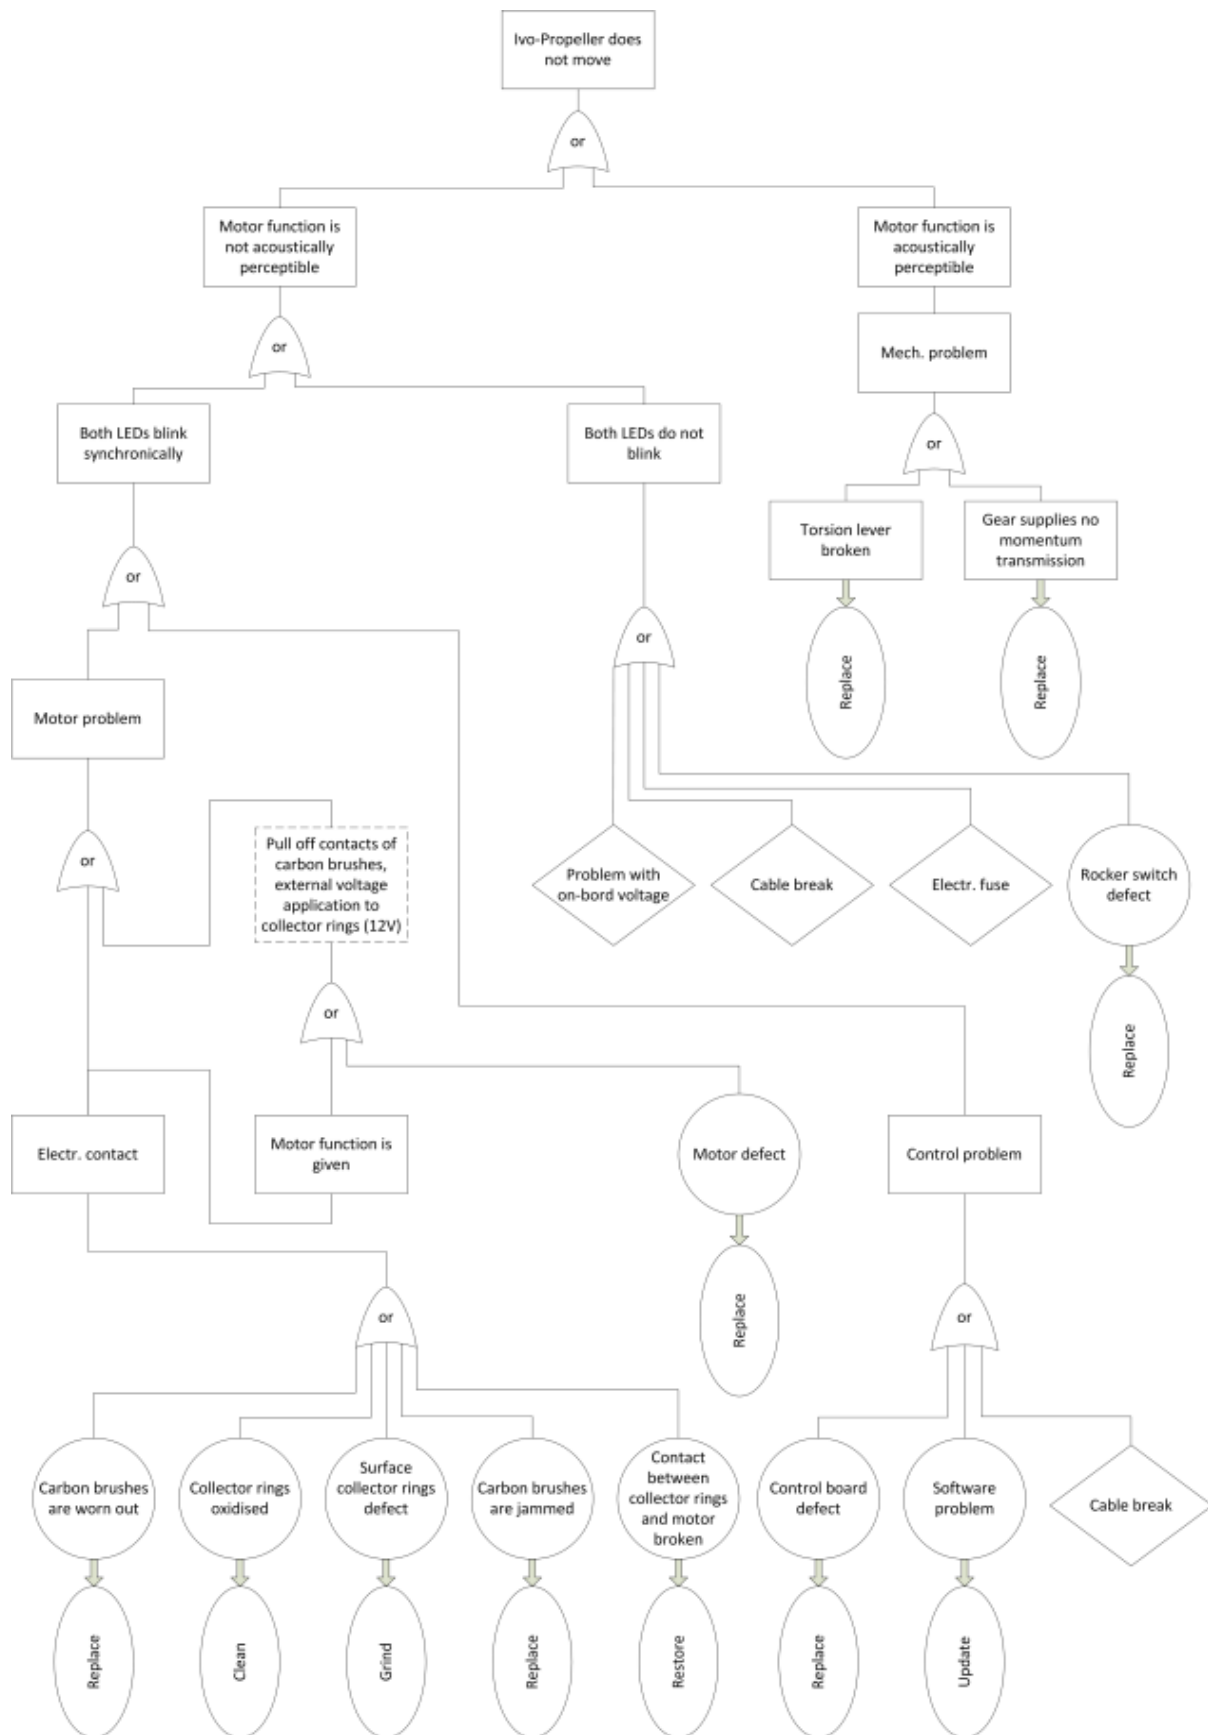 Ivo-Propeller does
not move
or
Motor function is
not acoustically
perceptible
Motor function is
acoustically
perceptible
or
Mech. problem
Both LEDs blink
synchronically
Both LEDs do not
blink
or
Torsion lever
broken
Gear supplies no
momentum
transmission
or
or
Replace
Replace
Motor problem
or
Pull off contacts of
carbon brushes,
external voltage
application to
collector rings (12V)
Problem with
on-bord voltage
Cable break
Electr. fuse
Rocker switch
defect
or
Replace
Electr. contact
Motor function is
given
Motor defect
Control problem
Replace
or
or
Carbon brushes
are worn out
Collector rings
oxidised
Surface
collector rings
defect
Carbon brushes
are jammed
Contact
between
collector rings
and motor
broken
Control board
defect
Software
problem
Cable break
Replace
Clean
Grind
Replace
Restore
Replace
Update